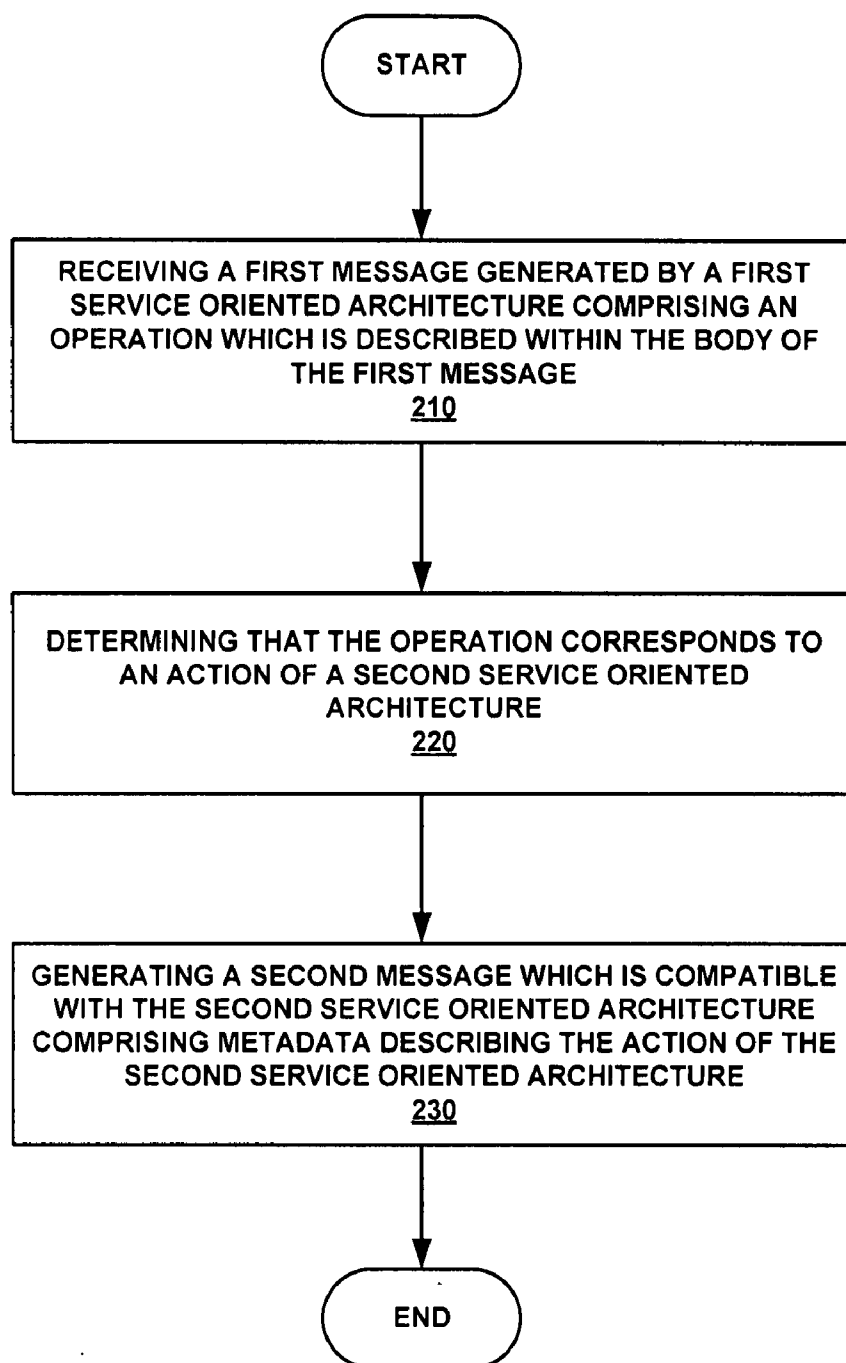 START
RECEIVING A FIRST MESSAGE GENERATED BY A FIRST
SERVICE ORIENTED ARCHITECTURE COMPRISING AN
OPERATION WHICH IS DESCRIBED WITHIN THE BODY OF
THE FIRST MESSAGE
210
DETERMINING THAT THE OPERATION CORRESPONDS TO
AN ACTION OF A SECOND SERVICE ORIENTED
ARCHITECTURE
220
GENERATING A SECOND MESSAGE WHICH IS COMPATIBLE
WITH THE SECOND SERVICE ORIENTED ARCHITECTURE
COMPRISING METADATA DESCRIBING THE ACTION OF THE
SECOND SERVICE ORIENTED ARCHITECTURE
230
END